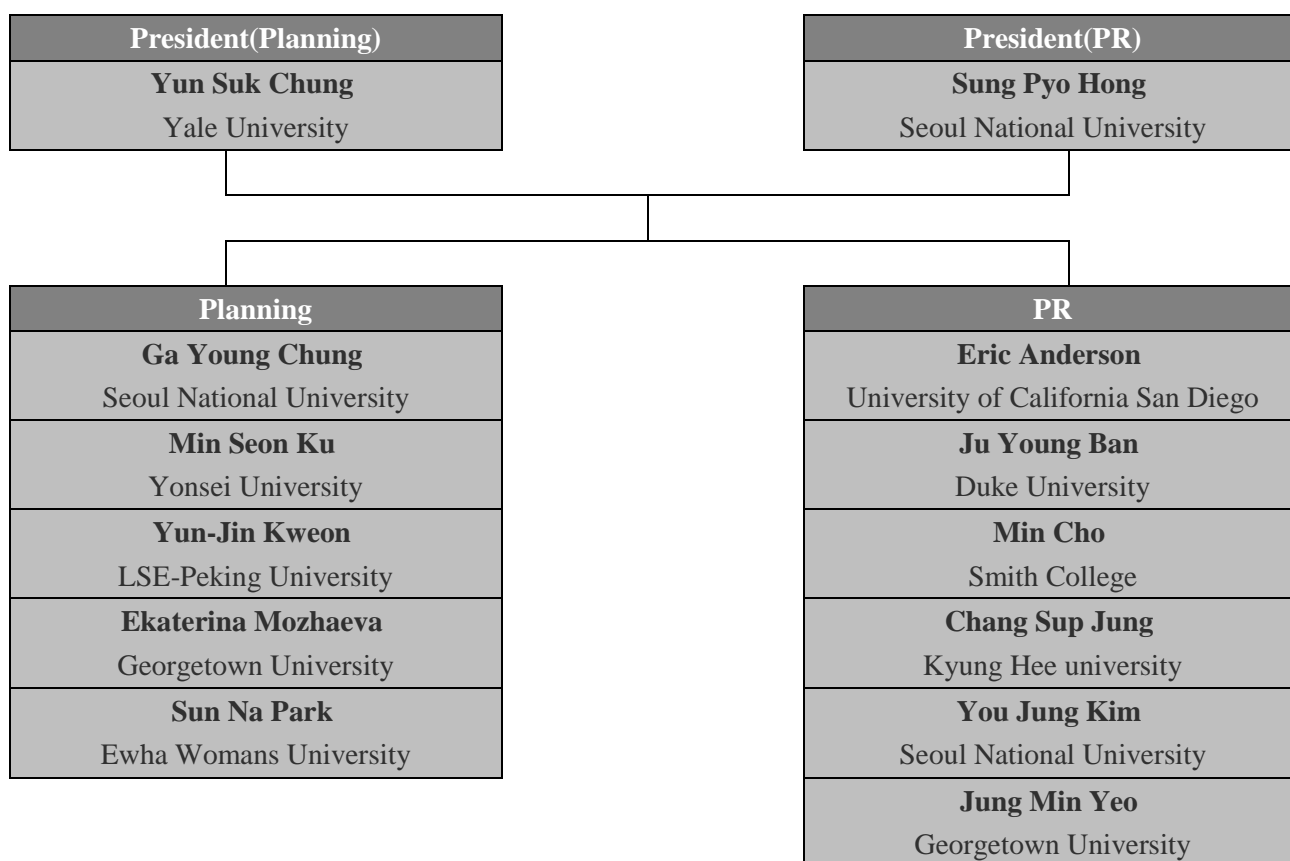 President(Planning)
Yun Suk Chung
Yale University
President(PR)
Sung Pyo Hong
Seoul National University
Planning
Ga Young Chung
Seoul National University
Min Seon Ku
Yonsei University
Yun-Jin Kweon
LSE-Peking University
Ekaterina Mozhaeva
Georgetown University
Sun Na Park
Ewha Womans University
PR
Eric Anderson
University of California San Diego
Ju Young Ban
Duke University
Min Cho
Smith College
Chang Sup Jung
Kyung Hee university
You Jung Kim
Seoul National University
Jung Min Yeo
Georgetown University